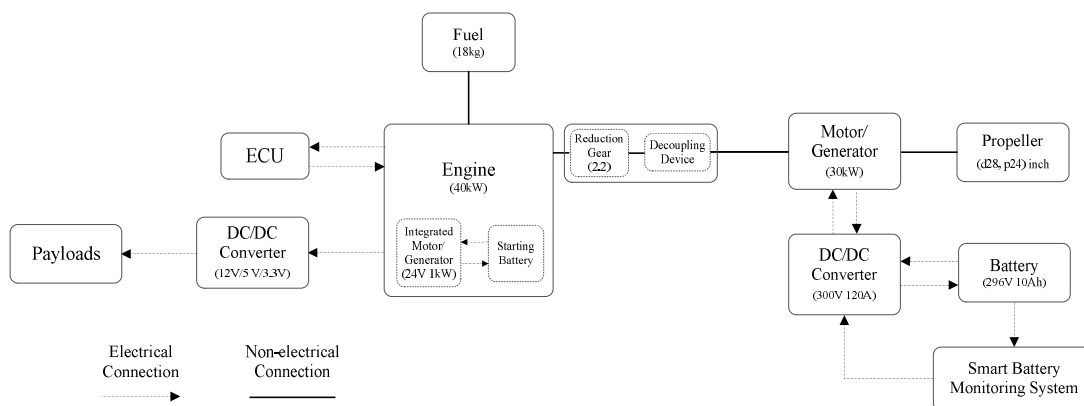 Fuel
(18kg)
ECU
Engine
(40kW)
Reduction
Gear
(2.2)
Decoupling
Device
Motor/
Generator
(30kW)
Propeller
(d28, p24) inch
Payloads
DC/DC
Converter
(12V/5 V/3.3V)
Integrated
Motor/
Generator
(24V 1kW)
Starting
Battery
DC/DC
Converter
(300V 120A)
Battery
(296V 10Ah)
Smart Battery
Monitoring System
Electrical
Connection
Non-electrical
Connection